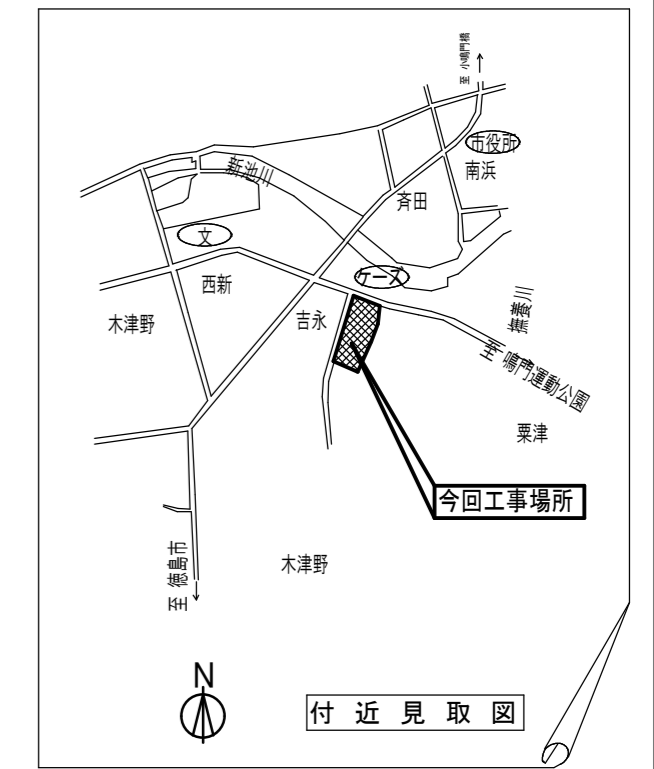 至 小鳴門橋
市役所
南浜
新池川
斉田
文
西新
ケーズ
木津野
吉永
撫養川
至 鳴門運動公園
粟津
今回工事場所
至 徳島市
木津野
N
付近見取図